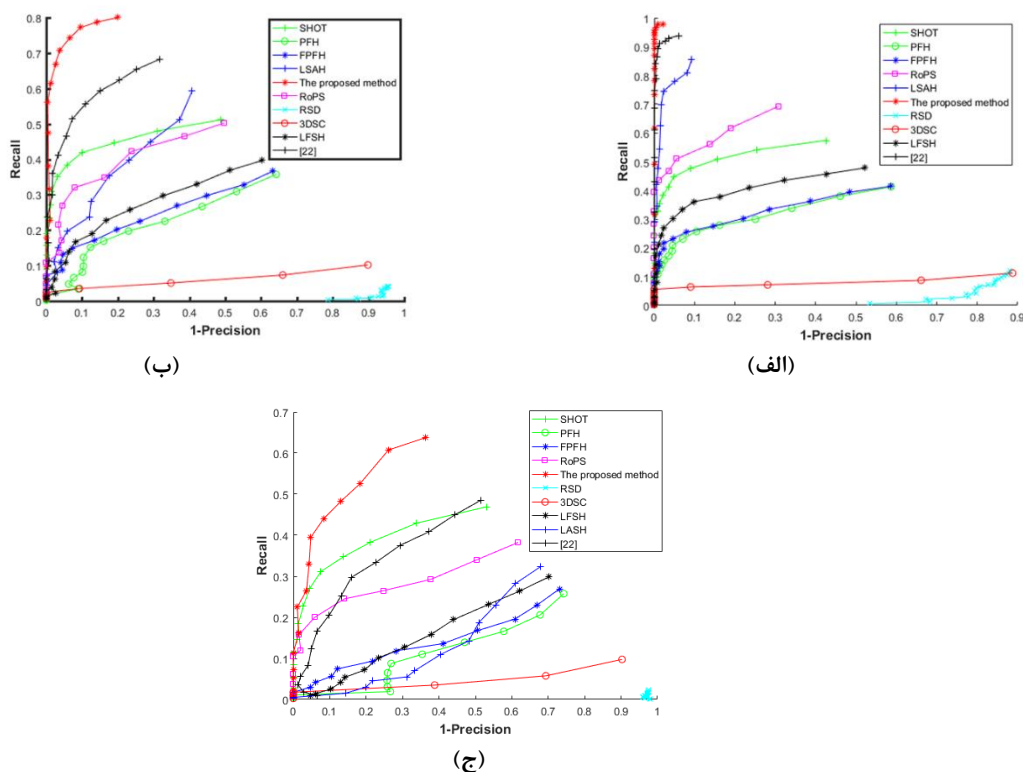 0.8
0.7
0.6
0.5
0.4
0.3
0.2
0.1
0
Recall
0 0.1 0.2 0.3 0.4 0.5 0.6 0.7 0.8 0.9 1
1-Precision
SHOT
PFH
FPFH
LSAH
The proposed method
RoPS
RSD
3DSC
LFSH
[22]
(ب)
1
0.9
0.8
0.7
0.6
0.5
0.4
0.3
0.2
0.1
0
Recall
0 0.1 0.2 0.3 0.4 0.5 0.6 0.7 0.8 0.9
1-Precision
SHOT
PFH
FPFH
RoPS
LSAH
The proposed method
RSD
3DSC
LFSH
[22]
(الف)
0.7
0.6
0.5
0.4
0.3
0.2
0.1
0
Recall
0 0.1 0.2 0.3 0.4 0.5 0.6 0.7 0.8 0.9 1
1-Precision
SHOT
PFH
FPFH
RoPS
The proposed method
RSD
3DSC
LFSH
LASH
[22]
(ج)